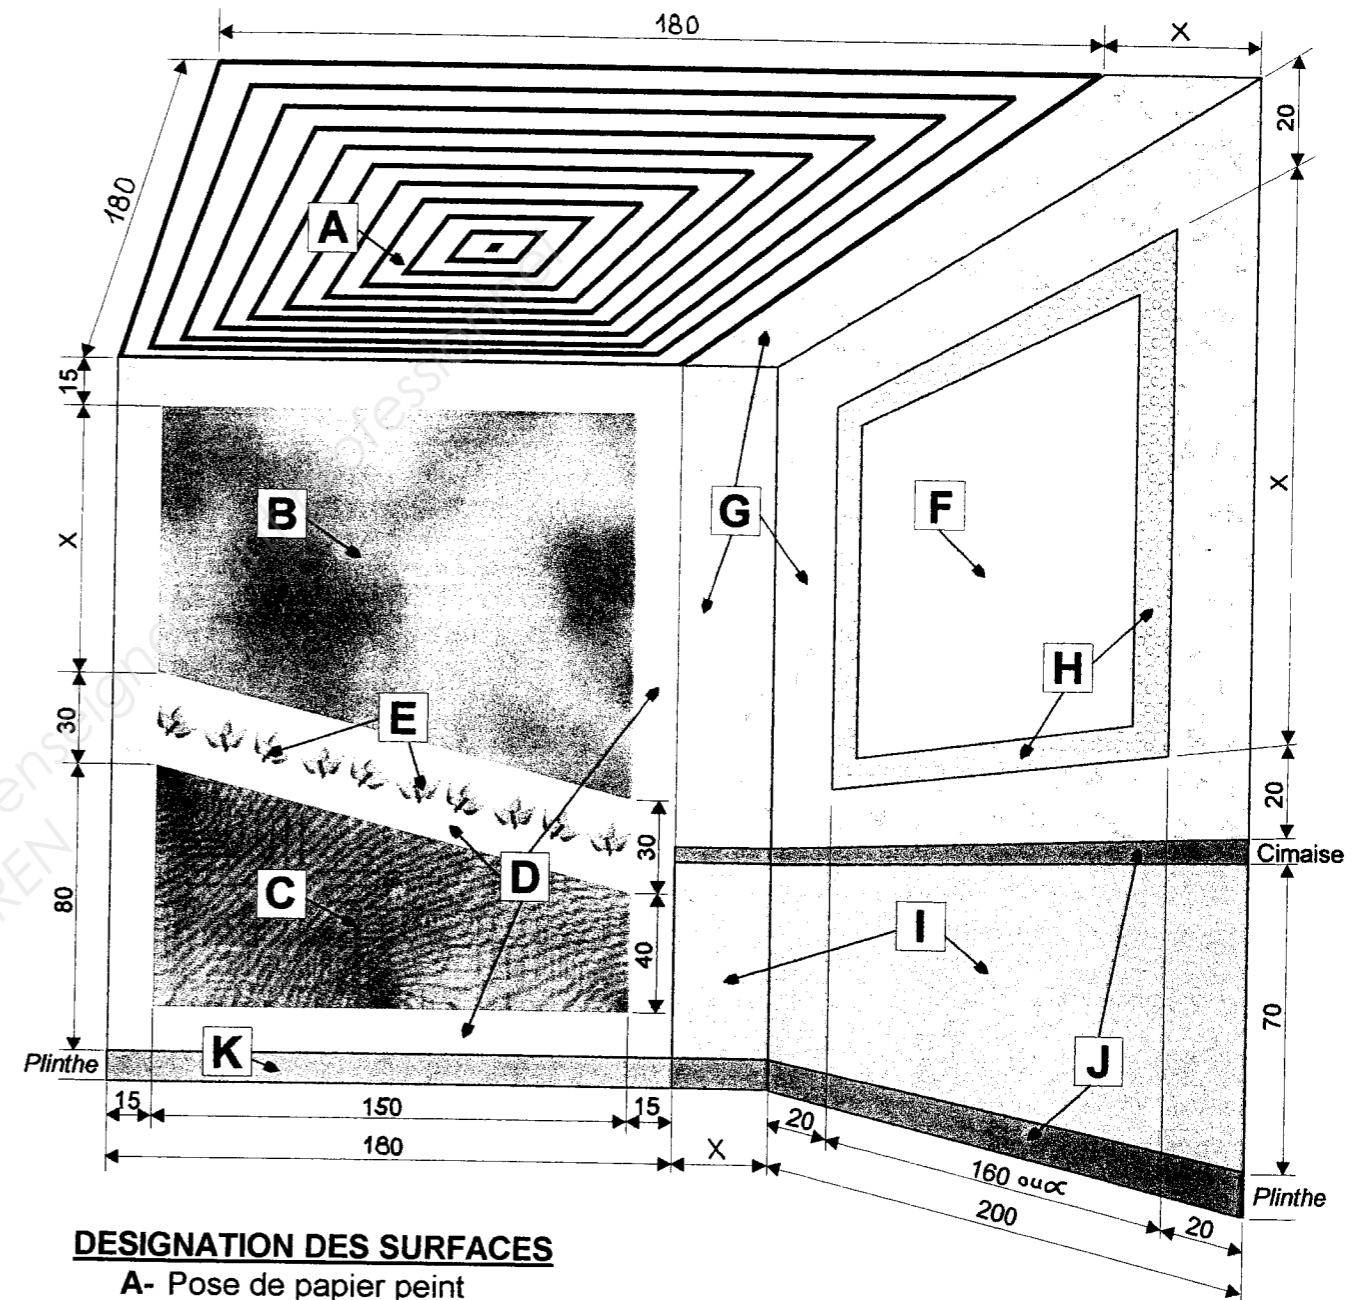 180
X
20
180
A
15
B
G
F
X
X
H
E
30
30
20
Cimaise
D
C
I
80
40
70
K
J
Plinthe
15
150
15
20
180
X
160 ou x
Plinthe
200
20
DESIGNATION DES SURFACES
A- Pose de papier peint